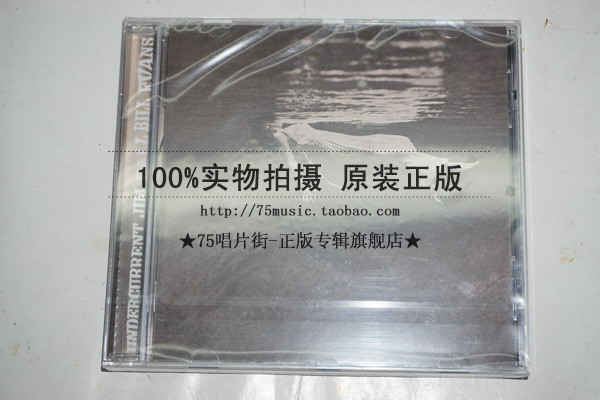 100%实物拍摄 原装正版
http://75music.taobao.com
★75唱片街-正版专辑旗舰店★
UNDERCURRENT BILL EVANS